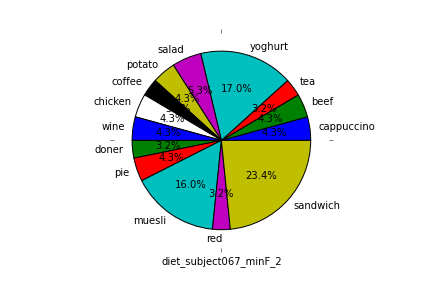 yoghurt
salad
potato
tea
coffee
5.3%
17.0%
4.3%
chicken
3.2%
beef
4.3%
4.3%
wine
4.3%
4.3%
cappuccino
doner
3.2%
4.3%
pie
16.0%
23.4%
3.2%
muesli
sandwich
red
diet_subject067_minF_2